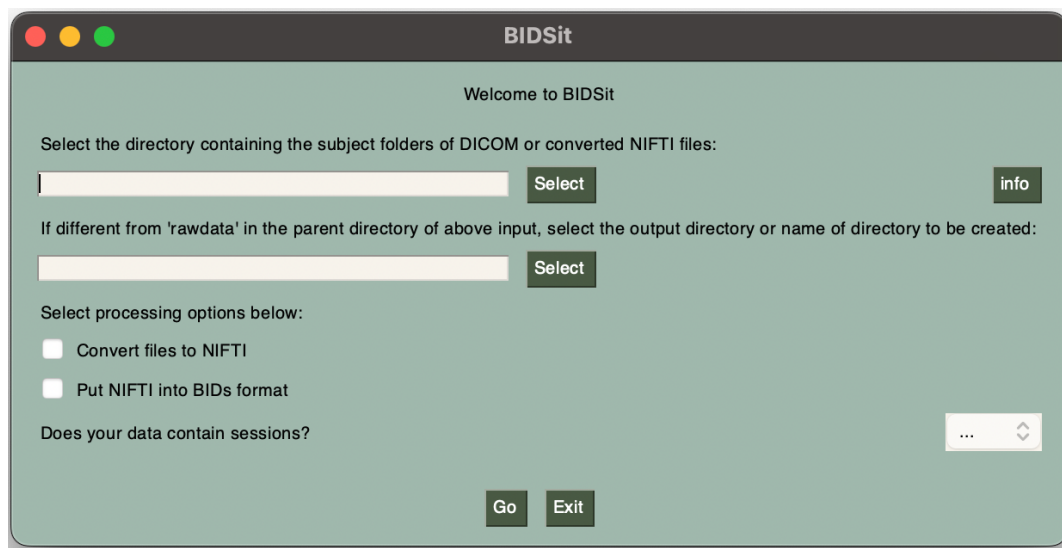 BIDSit
Welcome to BIDSit
Select the directory containing the subject folders of DICOM or converted NIFTI files:
Select
info
If different from 'rawdata' in the parent directory of above input, select the output directory or name of directory to be created:
Select
Select processing options below:
Convert files to NIFTI
Put NIFTI into BIDs format
Does your data contain sessions?
...
Go Exit